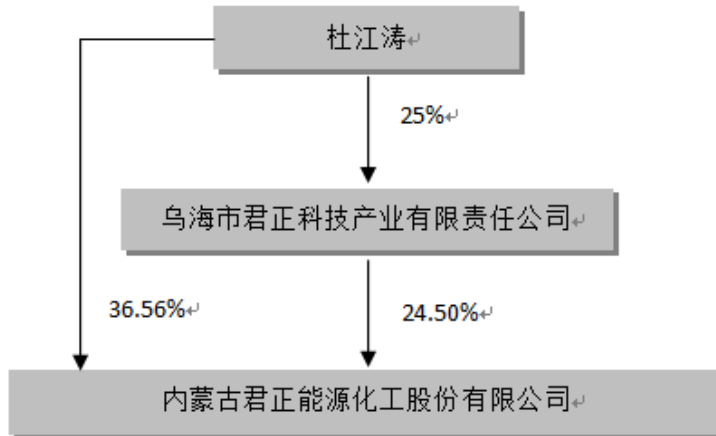 杜江涛
25%
乌海市君正科技产业有限责任公司
36.56%
24.50%
内蒙古君正能源化工股份有限公司